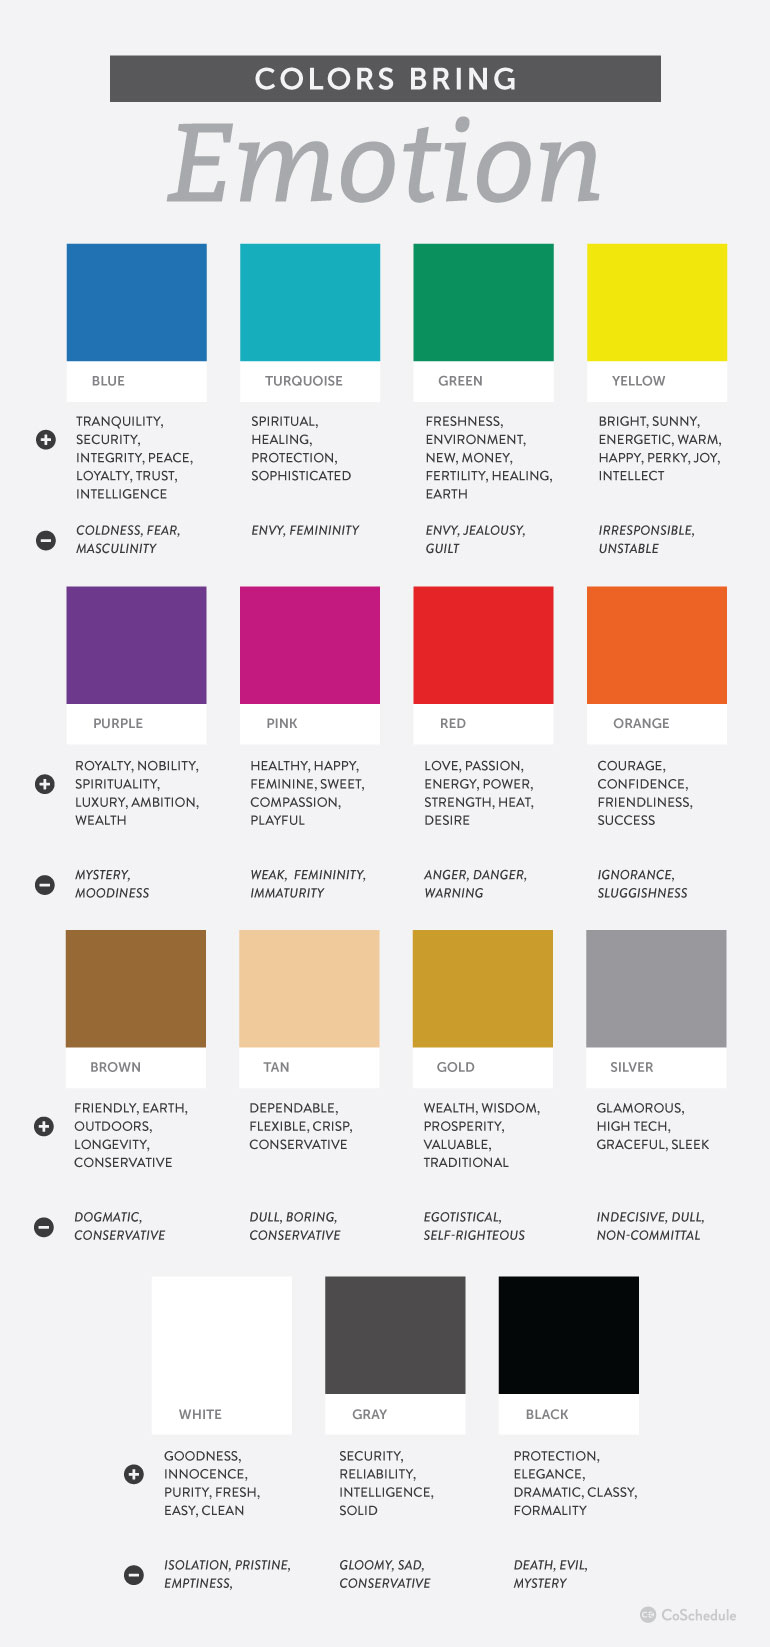 COLORS BRING
Emotion
BLUE
TURQUOISE
GREEN
YELLOW
TRANQUILITY,
SECURITY,
INTEGRITY, PEACE,
LOYALTY, TRUST,
INTELLIGENCE
SPIRITUAL,
HEALING,
PROTECTION,
SOPHISTICATED
FRESHNESS,
ENVIRONMENT,
NEW, MONEY,
FERTILITY, HEALING,
EARTH
BRIGHT, SUNNY,
ENERGETIC, WARM,
HAPPY, PERKY, JOY,
INTELLECT
COLDNESS, FEAR,
MASCULINITY
ENVY, FEMININITY
ENVY, JEALOUSY,
GUILT
IRRESPONSIBLE,
UNSTABLE
PURPLE
PINK
RED
ORANGE
ROYALTY, NOBILITY,
SPIRITUALITY,
LUXURY, AMBITION,
WEALTH
HEALTHY, HAPPY,
FEMININE, SWEET,
COMPASSION,
PLAYFUL
LOVE, PASSION,
ENERGY, POWER,
STRENGTH, HEAT,
DESIRE
COURAGE,
CONFIDENCE,
FRIENDLINESS,
SUCCESS
MYSTERY,
MOODINESS
WEAK, FEMININITY,
IMMATURITY
ANGER, DANGER,
WARNING
IGNORANCE,
SLUGGISHNESS
BROWN
TAN
GOLD
SILVER
FRIENDLY, EARTH,
OUTDOORS,
LONGEVITY,
CONSERVATIVE
DEPENDABLE,
FLEXIBLE, CRISP,
CONSERVATIVE
WEALTH, WISDOM,
PROSPERITY,
VALUABLE,
TRADITIONAL
GLAMOROUS,
HIGH TECH,
GRACEFUL, SLEEK
DOGMATIC,
CONSERVATIVE
DULL, BORING,
CONSERVATIVE
EGOTISTICAL,
SELF-RIGHTEOUS
INDECISIVE, DULL,
NON-COMMITTAL
WHITE
GRAY
BLACK
GOODNESS,
INNOCENCE,
PURITY, FRESH,
EASY, CLEAN
SECURITY,
RELIABILITY,
INTELLIGENCE,
SOLID
PROTECTION,
ELEGANCE,
DRAMATIC, CLASSY,
FORMALITY
ISOLATION, PRISTINE,
EMPTINESS,
GLOOMY, SAD,
CONSERVATIVE
DEATH, EVIL,
MYSTERY
CoSchedule